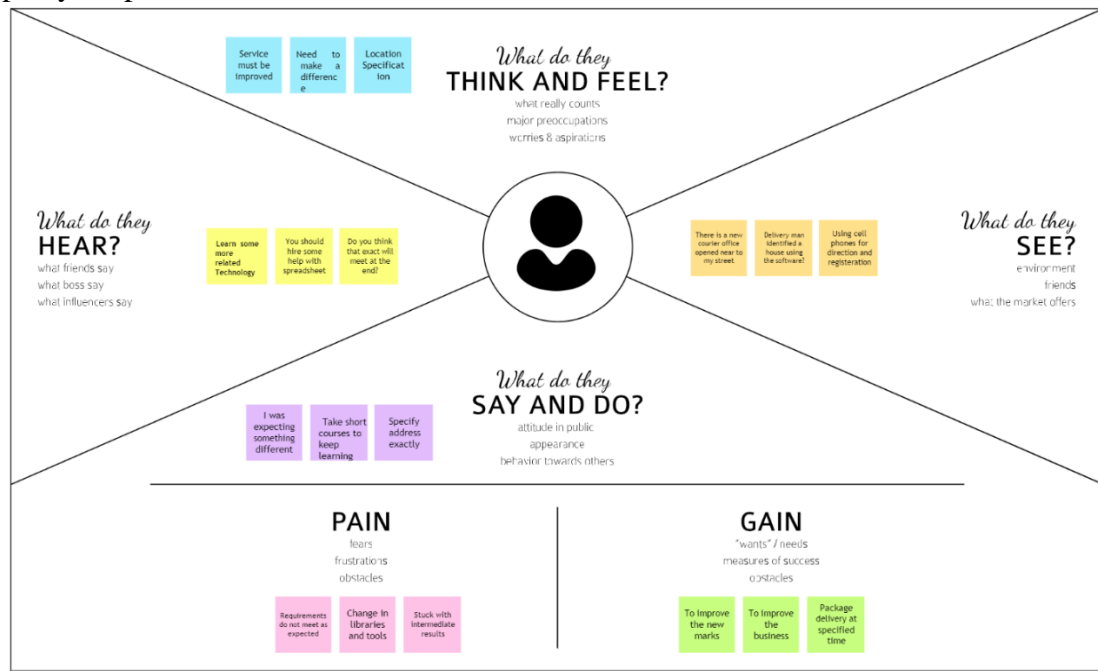 Service
must be
improved
Need to
make a
differenc
e
Location
Specificat
ion
What do they
THINK AND FEEL?
what really counts
major preoccupations
worries & aspirations
What do they
HEAR?
what friends say
what boss say
what influencers say
Learn some
more
related
Technology
You should
hire some
help with
spreadsheet
Do you think
that exact will
meet at the
end?
There is a new
courier office
opened near to
my street
Delivery man
identified a
house using
the software?
Using cell
phones for
direction and
registeration
What do they
SEE?
environment
friends
what the market offers
What do they
SAY AND DO?
attitude in public
appearance
behavior towards others
I was
expecting
something
different
Take short
courses to
keep
learning
Specify
address
exactly
PAIN
fears
frustrations
obstacles
Requirements
do not meet as
expected
Change in
libraries
and tools
Stuck with
intermediate
results
GAIN
"wants" / needs
measures of success
obstacles
To improve
the new
marks
To improve
the
business
Package
delivery at
specified
time